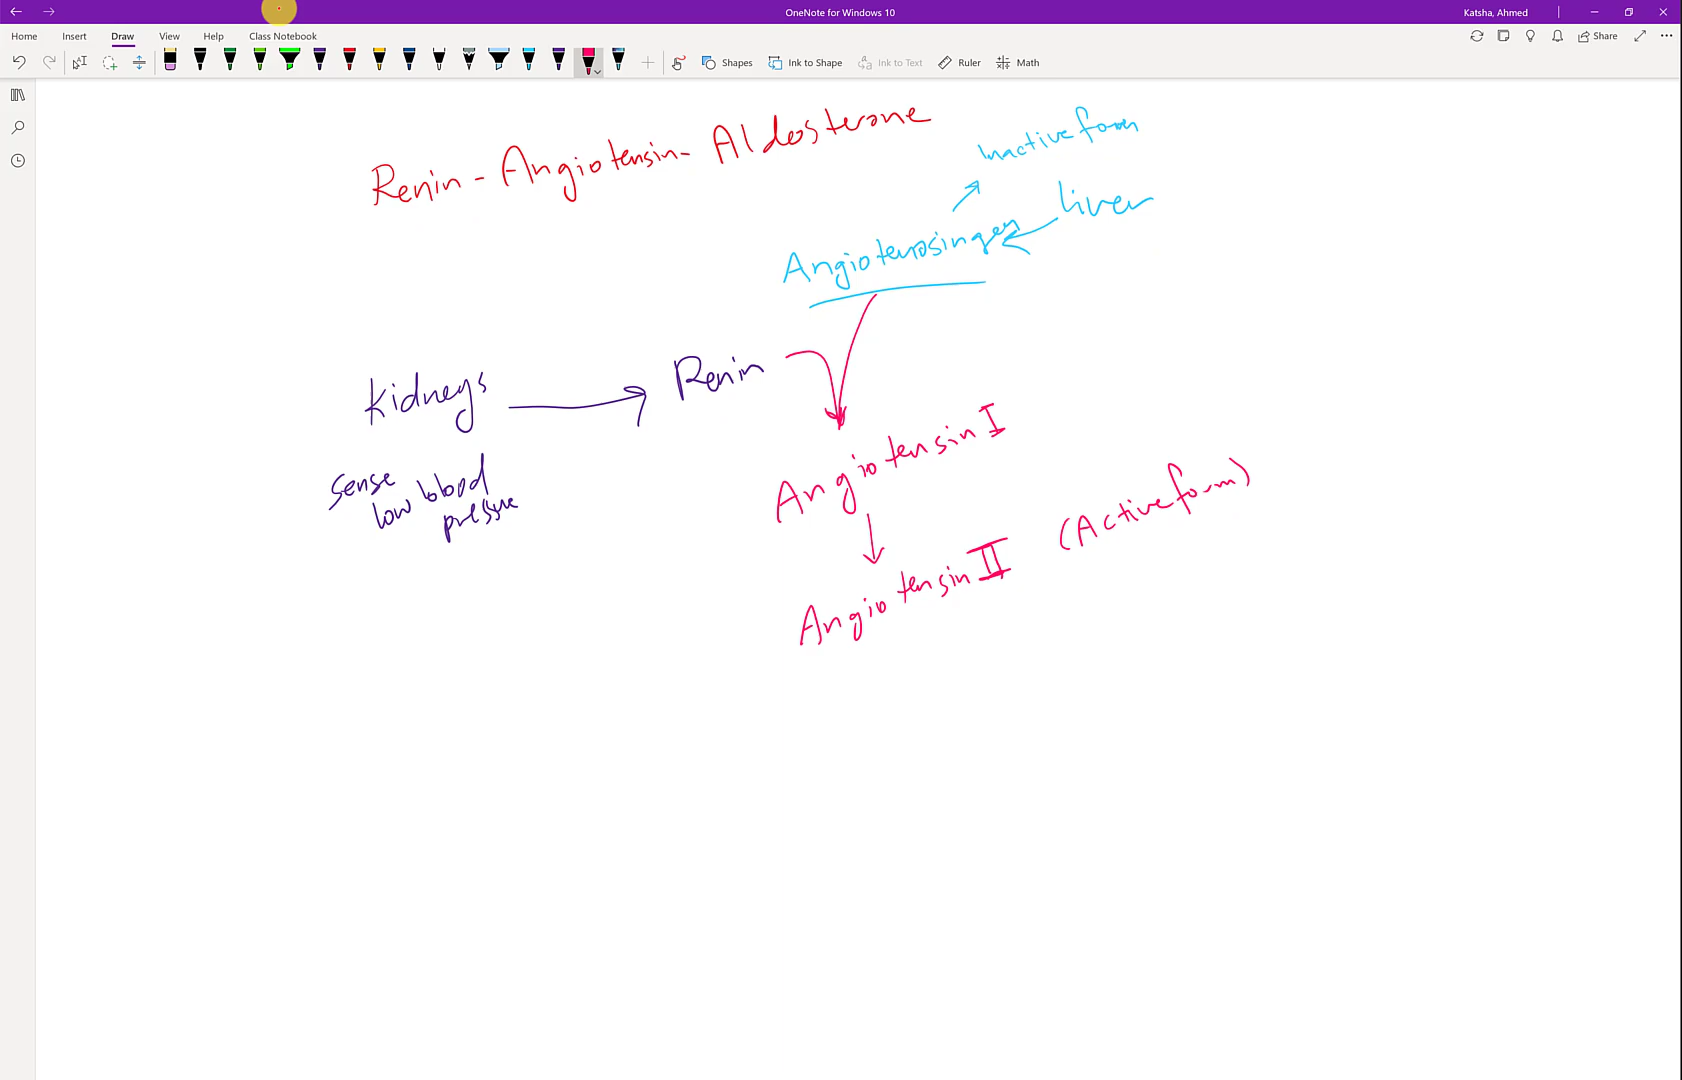 OneNote for Windows 10
Katsha, Ahmed
Home Insert Draw View Help Class Notebook
Share
Shapes Ink to Shape Ink to Text Ruler Math
Renin - Angiotensin - Aldosterone
Inactive form
liver
Angiotensingen
Kidneys
Renin
sense
low blood
pressure
Angiotensin I
Angiotensin II (Active form)